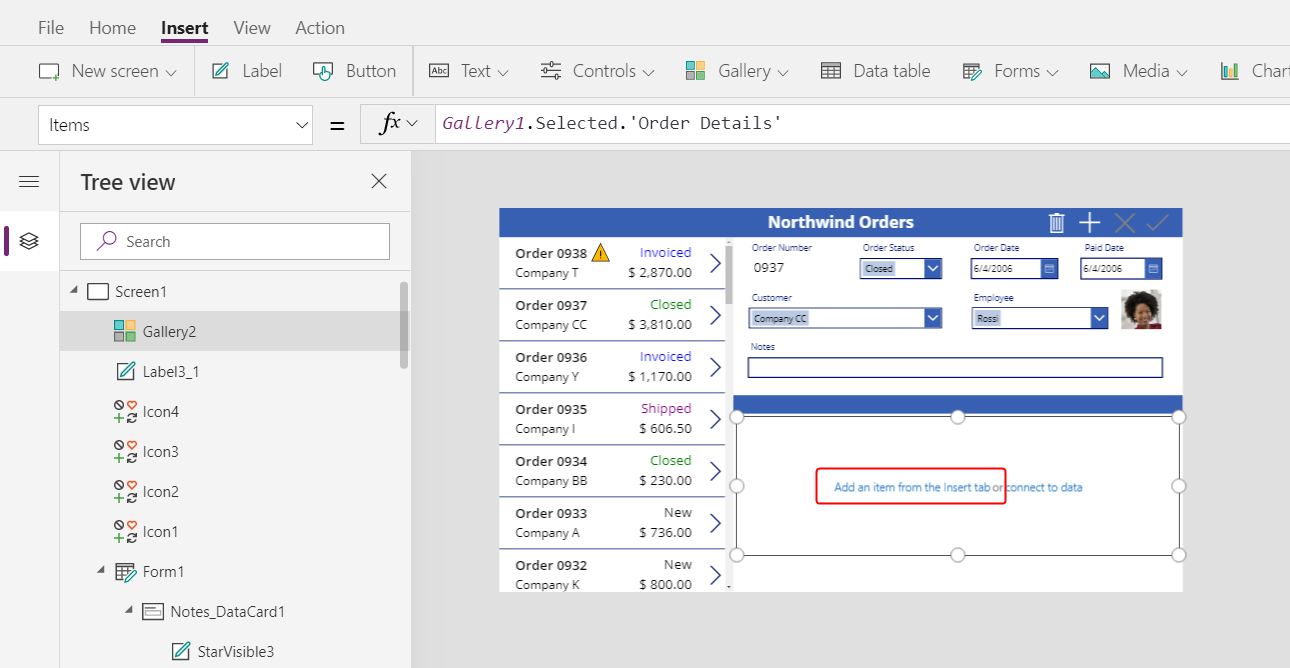 File Home Insert View Action
New screen Label Button Abc Text Controls Gallery Data table Forms Media Chart
Items = fx Gallery1.Selected.'Order Details'
Tree view
Search
Screen1
Gallery2
Label3_1
Icon4
Icon3
Icon2
Icon1
Form1
Notes_DataCard1
StarVisible3
Northwind Orders
Order 0938 Invoiced
Company T $ 2,870.00
Order 0937 Closed
Company CC $ 3,810.00
Order 0936 Invoiced
Company Y $ 1,170.00
Order 0935 Shipped
Company I $ 606.50
Order 0934 Closed
Company BB $ 230.00
Order 0933 New
Company A $ 736.00
Order 0932 New
Company K $ 800.00
Order Number Order Status Order Date Paid Date
0937 Closed 6/4/2006 6/4/2006
Customer Employee
Company CC Rossi
Notes
Add an item from the Insert tab or connect to data